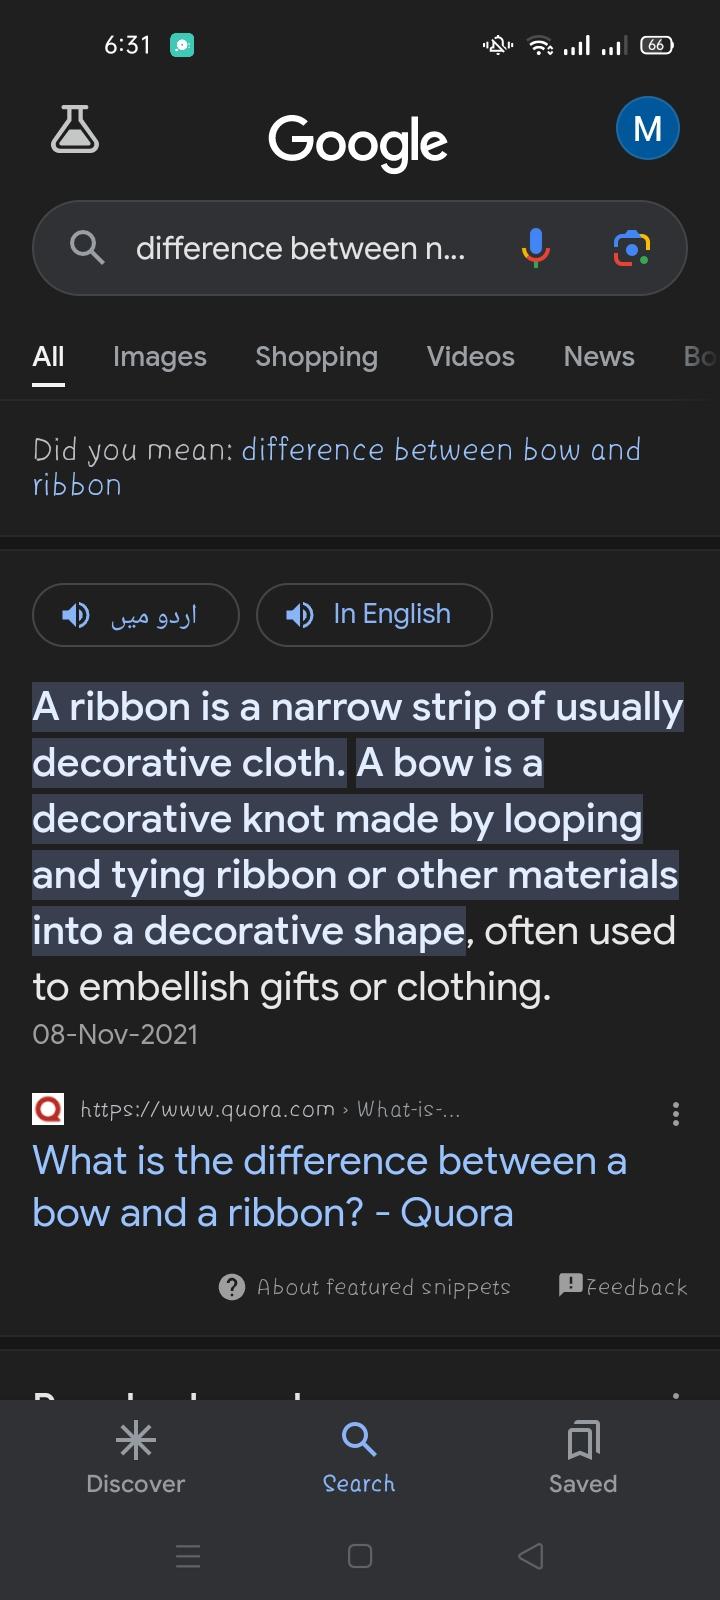 6:31
66
Google
M
difference between n...
All Images Shopping Videos News Bo
Did you mean: difference between bow and
ribbon
اردو میں In English
A ribbon is a narrow strip of usually
decorative cloth. A bow is a
decorative knot made by looping
and tying ribbon or other materials
into a decorative shape, often used
to embellish gifts or clothing.
08-Nov-2021
https://www.quora.com › What-is-...
What is the difference between a
bow and a ribbon? - Quora
About featured snippets Feedback
Discover Search Saved